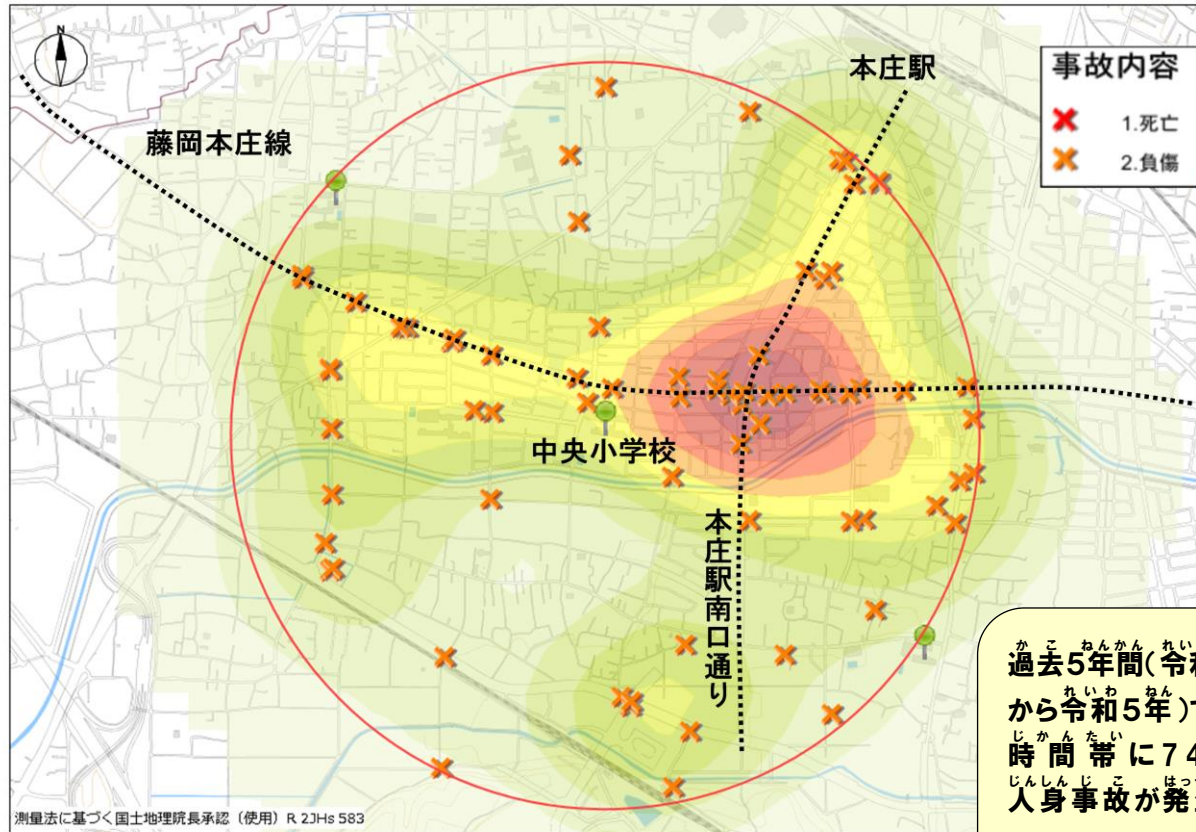 N
本庄駅
事故内容
1.死亡
2.負傷
藤岡本庄線
中央小学校
本庄駅南口通り
かこねんかんれい
過去5年間(令和
れいわねん
から令和5年)
じかんたい
時間帯に74
じんしんじこはっ
人身事故が発
測量法に基づく国土地理院長承認(使用)R 2JHs 583